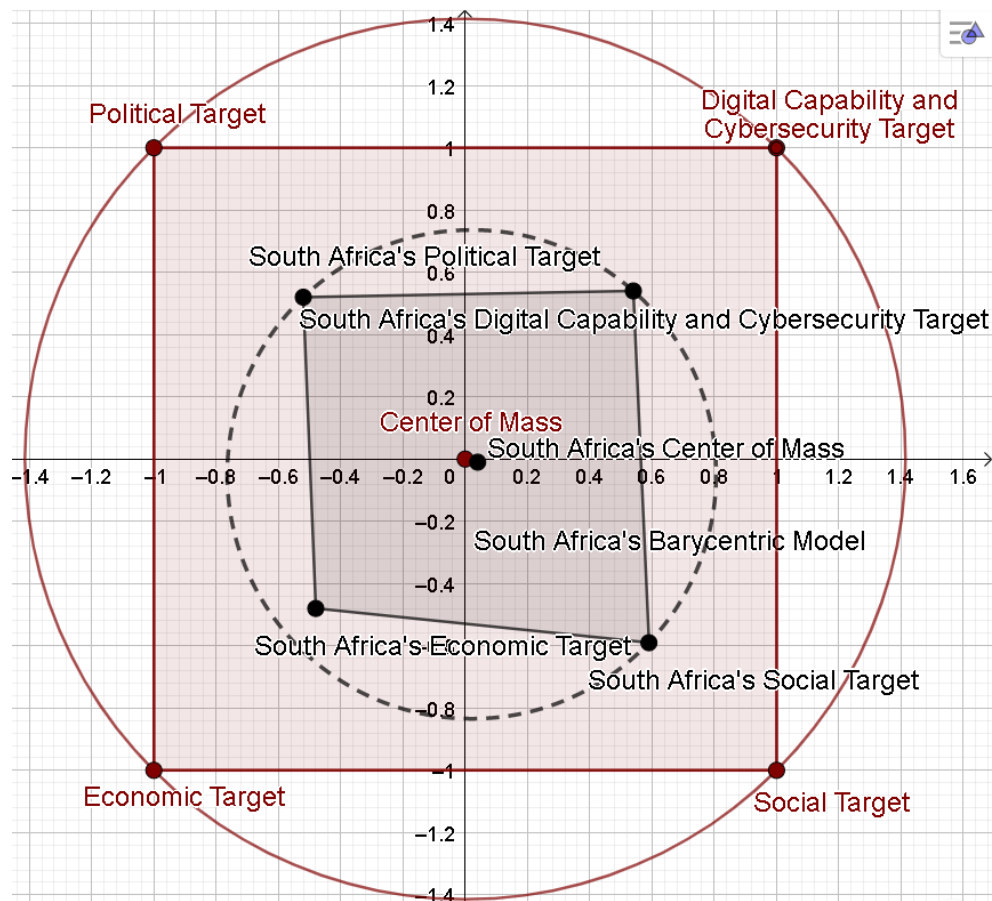 1.4
1.2
Political Target
Digital Capability and
Cybersecurity Target
1
0.8
South Africa's Political Target
0.6
South Africa's Digital Capability and Cybersecurity Target
0.4
0.2
Center of Mass
South Africa's Center of Mass
−1.4 −1.2 −1 −0.8 −0.6 −0.4 −0.2 0 0.2 0.4 0.6 0.8 1 1.2 1.4 1.6
−0.2
South Africa's Barycentric Model
−0.4
South Africa's Economic Target
South Africa's Social Target
−0.8
−1
Economic Target
Social Target
−1.2
−1.4